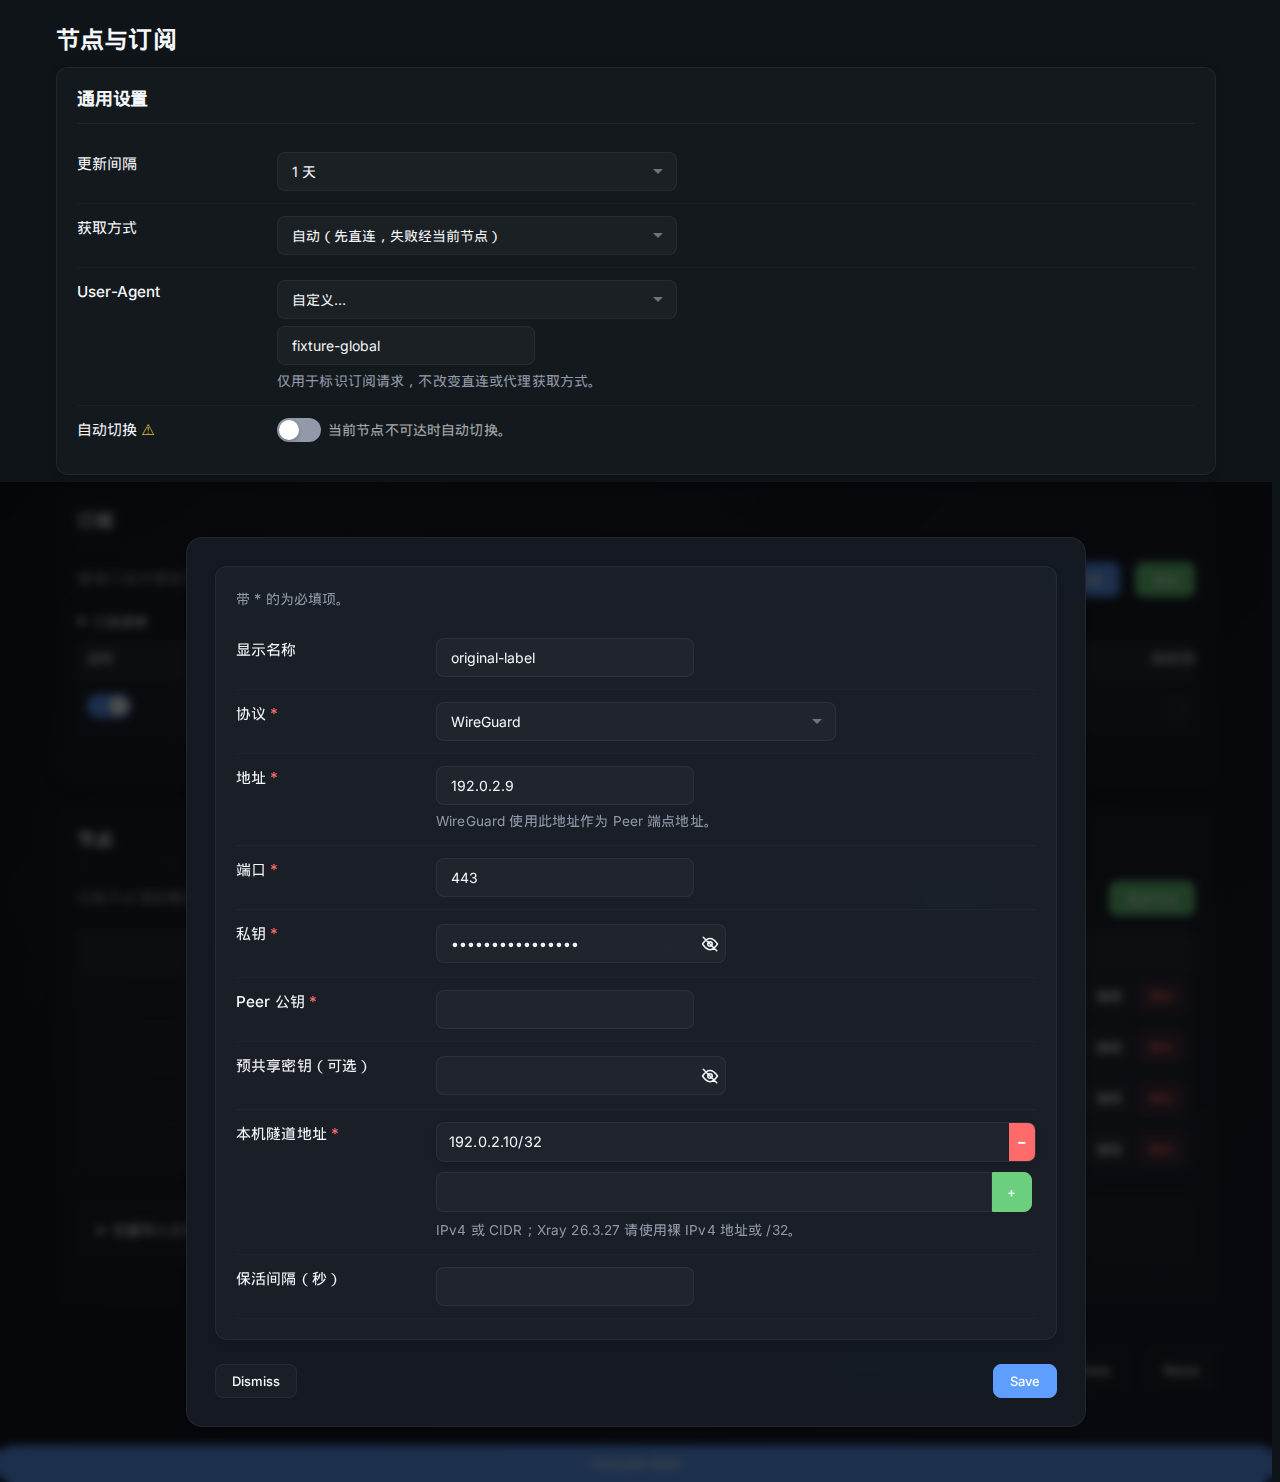 节点与订阅
通用设置
更新间隔
1 天
获取方式
自动（先直连，失败经当前节点）
User-Agent
自定义...
fixture-global
仅用于标识订阅请求，不改变直连或代理获取方式。
自动切换 ⚠
当前节点不可达时自动切换。
带 * 的为必填项。
显示名称
original-label
协议 *
WireGuard
地址 *
192.0.2.9
WireGuard 使用此地址作为 Peer 端点地址。
端口 *
443
私钥 *
••••••••••••••••
Peer 公钥 *
预共享密钥（可选）
本机隧道地址 *
192.0.2.10/32
−
+
IPv4 或 CIDR；Xray 26.3.27 请使用裸 IPv4 地址或 /32。
保活间隔（秒）
Dismiss
Save